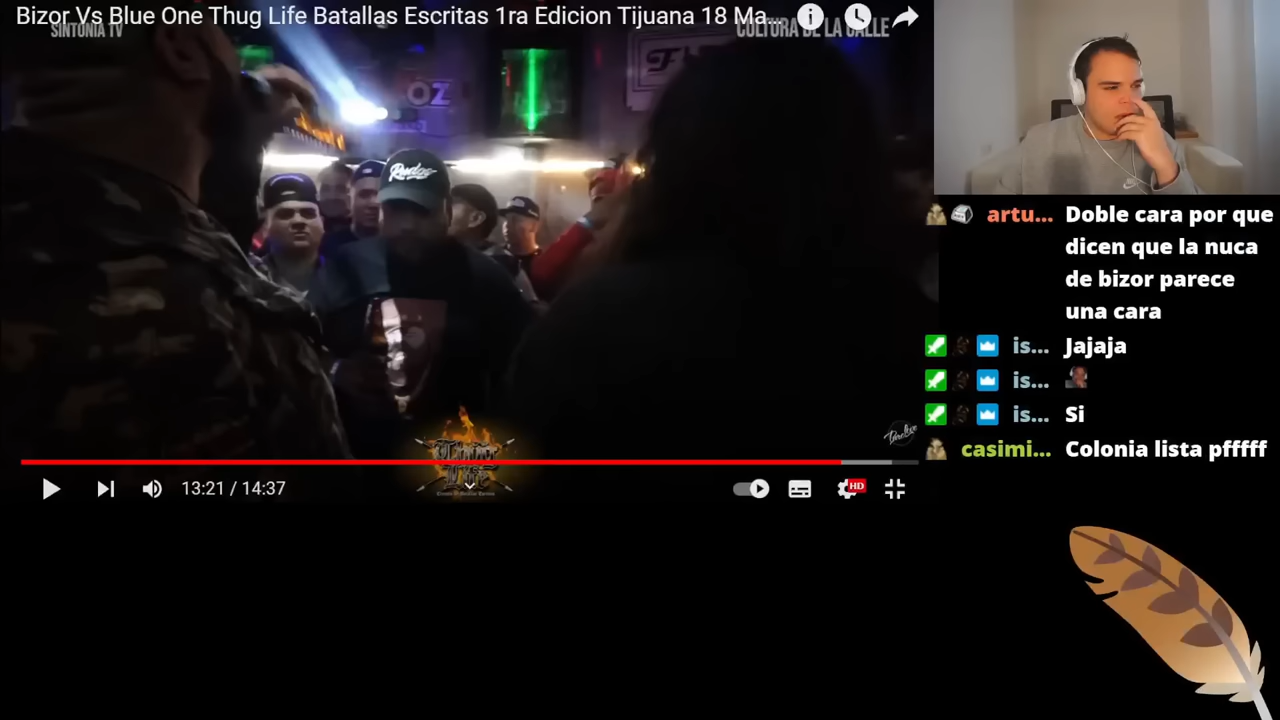 Bizor Vs Blue One Thug Life Batallas Escritas 1ra Edicion Tijuana 18 Ma...
SINTONIA TV
CULTURA DE LA CALLE
OZ
artu...
Doble cara por que
dicen que la nuca
de bizor parece
una cara
is...
Jajaja
is...
is...
Si
casimi...
Colonia lista pfffff
13:21 / 14:37
HD